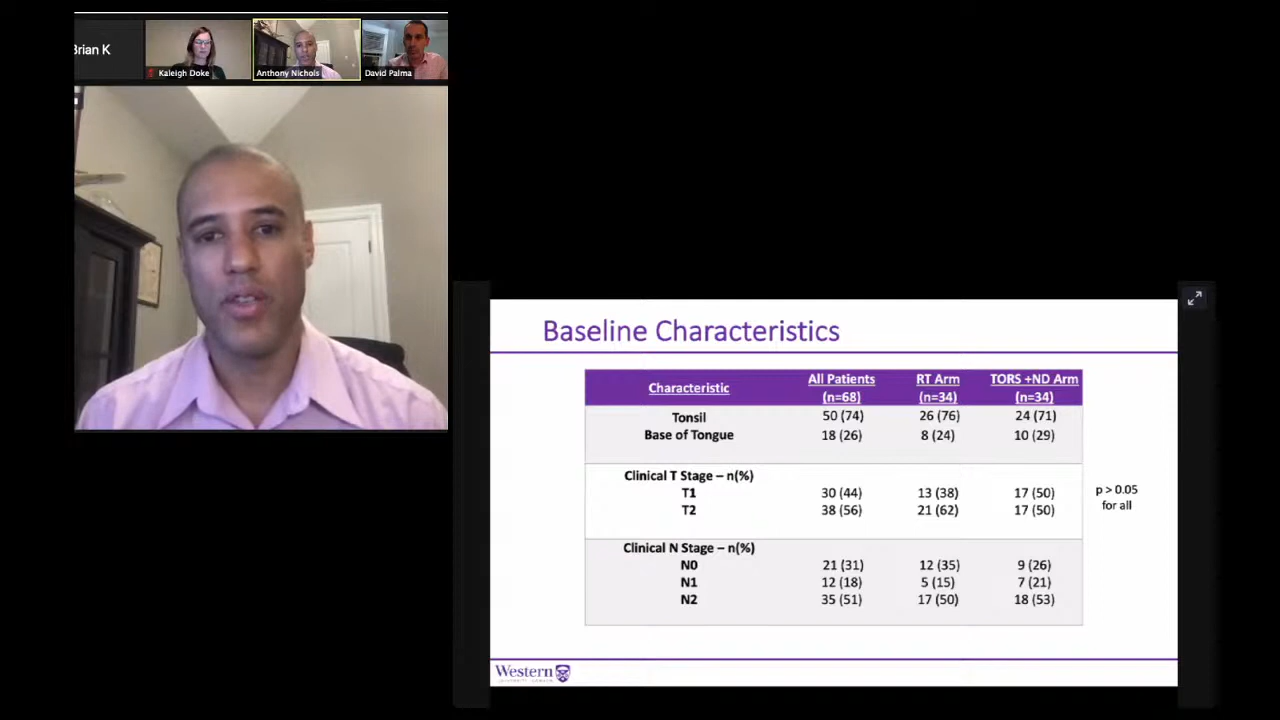 Brian K
Kaleigh Doke
Anthony Nichols
David Palma
Baseline Characteristics
Characteristic All Patients (n=68) RT Arm (n=34) TORS +ND Arm (n=34)
Tonsil 50 (74) 26 (76) 24 (71)
Base of Tongue 18 (26) 8 (24) 10 (29)
Clinical T Stage – n(%)
T1 30 (44) 13 (38) 17 (50)
T2 38 (56) 21 (62) 17 (50)
p > 0.05
for all
Clinical N Stage – n(%)
N0 21 (31) 12 (35) 9 (26)
N1 12 (18) 5 (15) 7 (21)
N2 35 (51) 17 (50) 18 (53)
Western